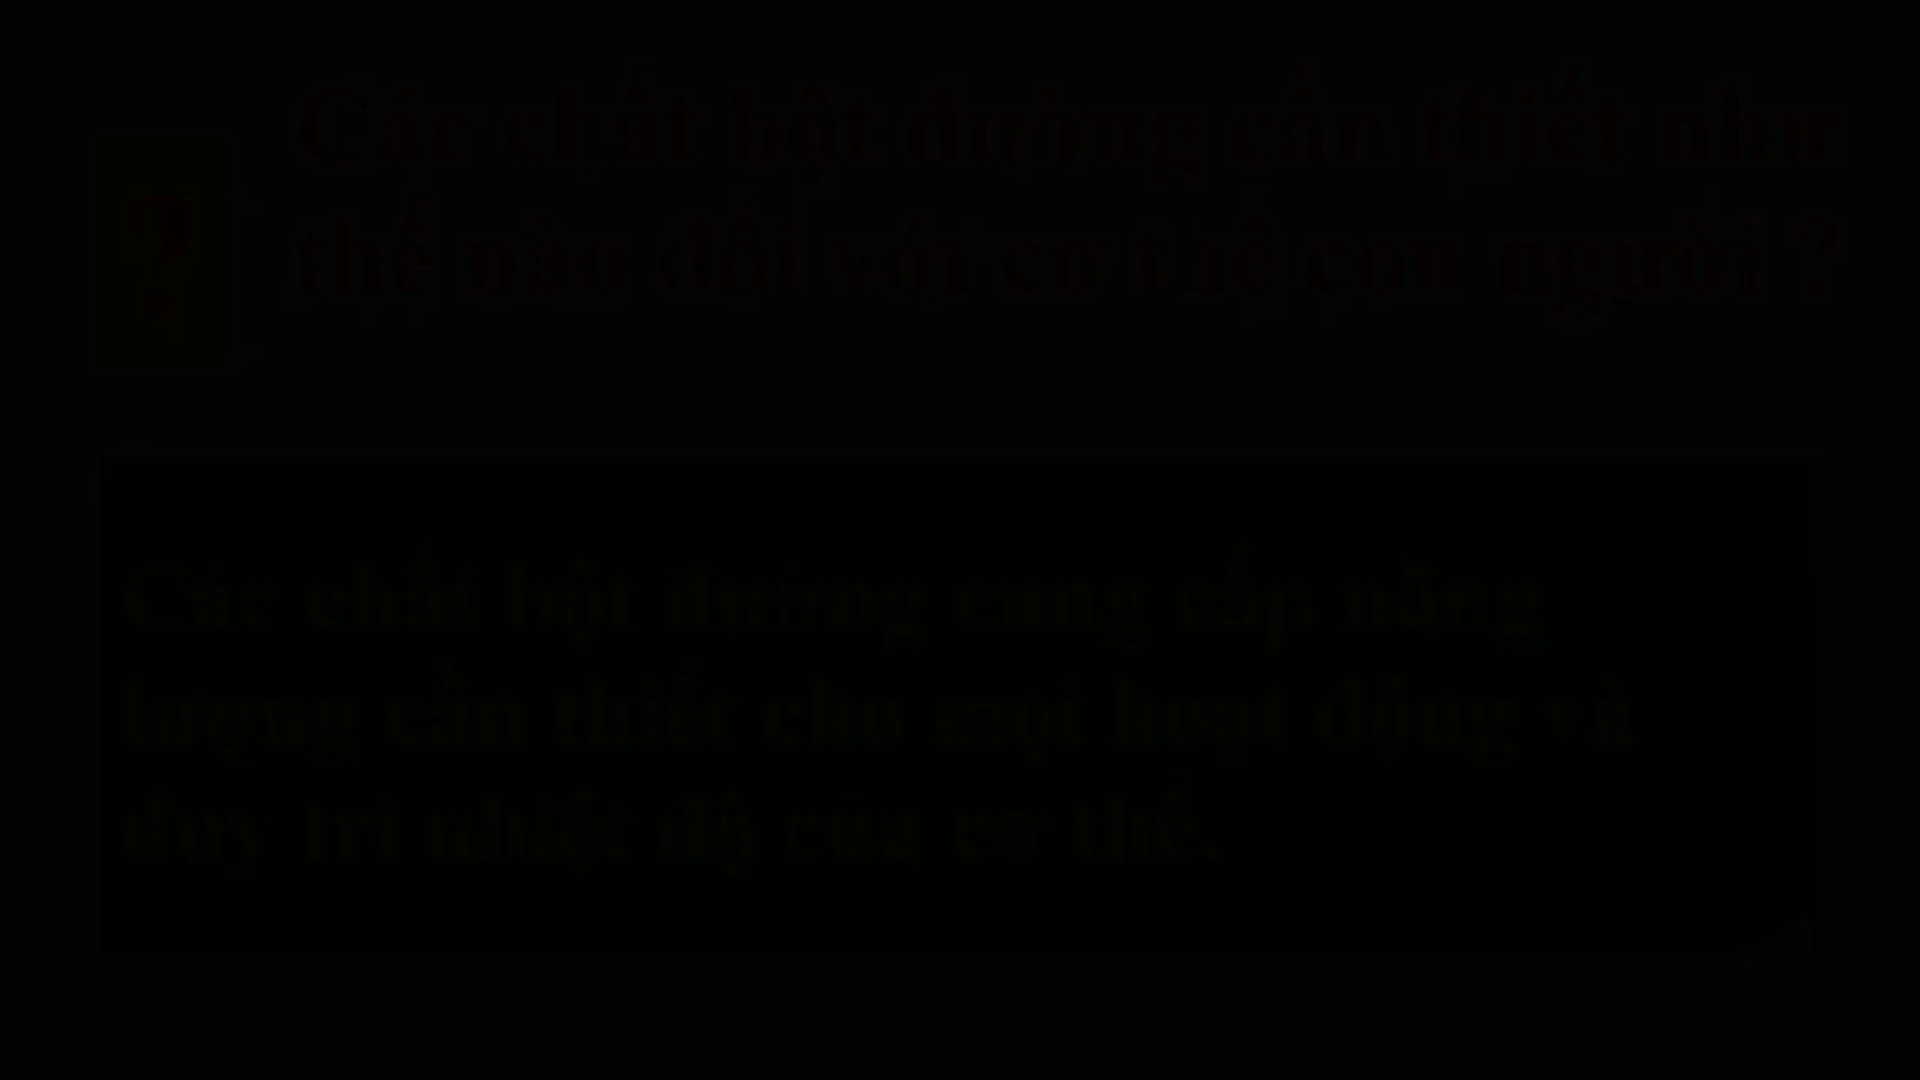 Các chất bột đường cần thiết như
?
thế nào đối với cơ thể con người ?
Các chất bột đường cung cấp năng
lượng cần thiết cho mọi hoạt động và
duy trì nhiệt độ của cơ thể.